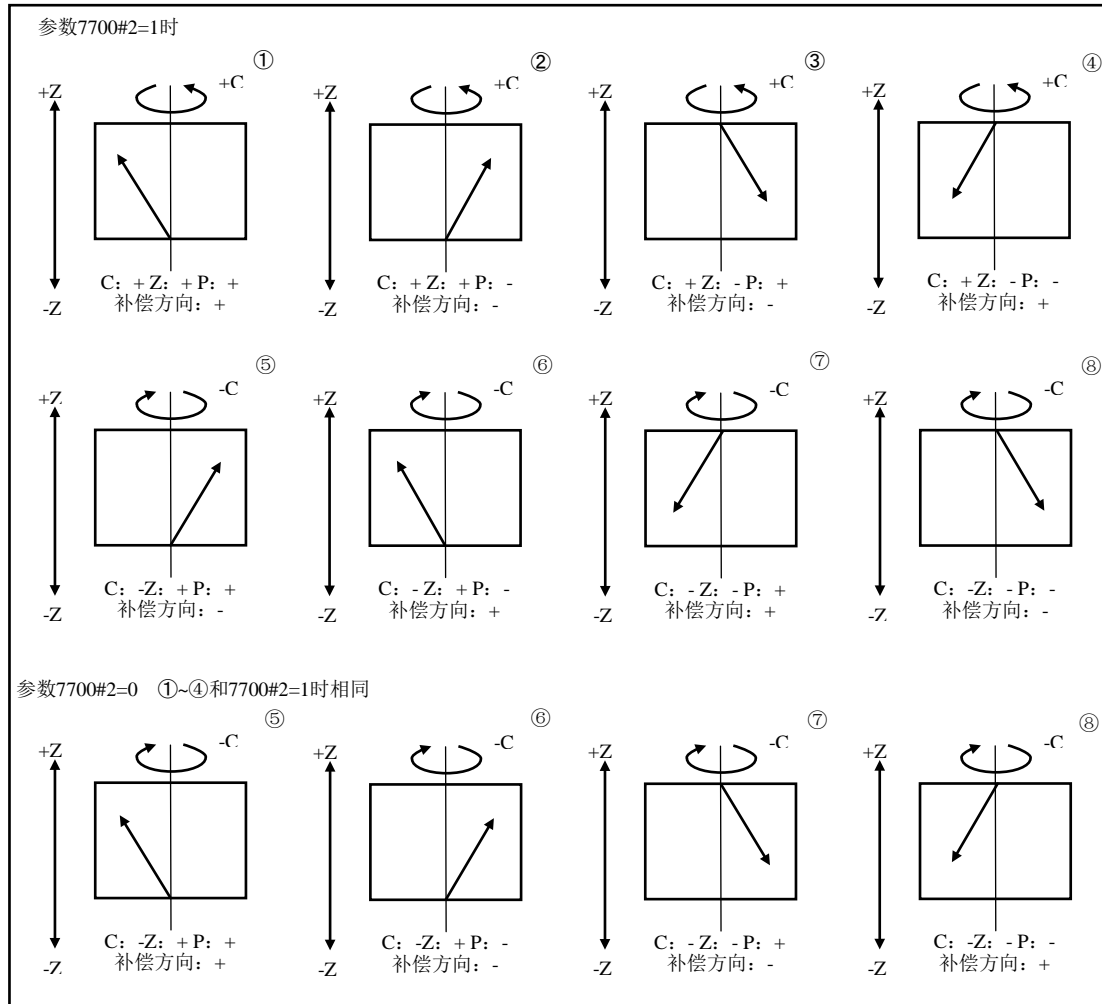 参数7700#2=1时
① ② ③ ④
+Z +C +Z +C +Z +C +Z +C
C: + Z: + P: + C: + Z: + P: - C: + Z: - P: + C: + Z: - P: -
-Z 补偿方向: + -Z 补偿方向: - -Z 补偿方向: - -Z 补偿方向: +
⑤ ⑥ ⑦ ⑧
+Z -C +Z -C +Z -C +Z -C
C: -Z: + P: + C: - Z: + P: - C: - Z: - P: + C: -Z: - P: -
-Z 补偿方向: - -Z 补偿方向: + -Z 补偿方向: + -Z 补偿方向: -
参数7700#2=0 ①~④和7700#2=1时相同
⑤ ⑥ ⑦ ⑧
+Z -C +Z -C +Z -C +Z -C
C: -Z: + P: + C: -Z: + P: - C: - Z: - P: + C: -Z: - P: -
-Z 补偿方向: + -Z 补偿方向: - -Z 补偿方向: - -Z 补偿方向: +